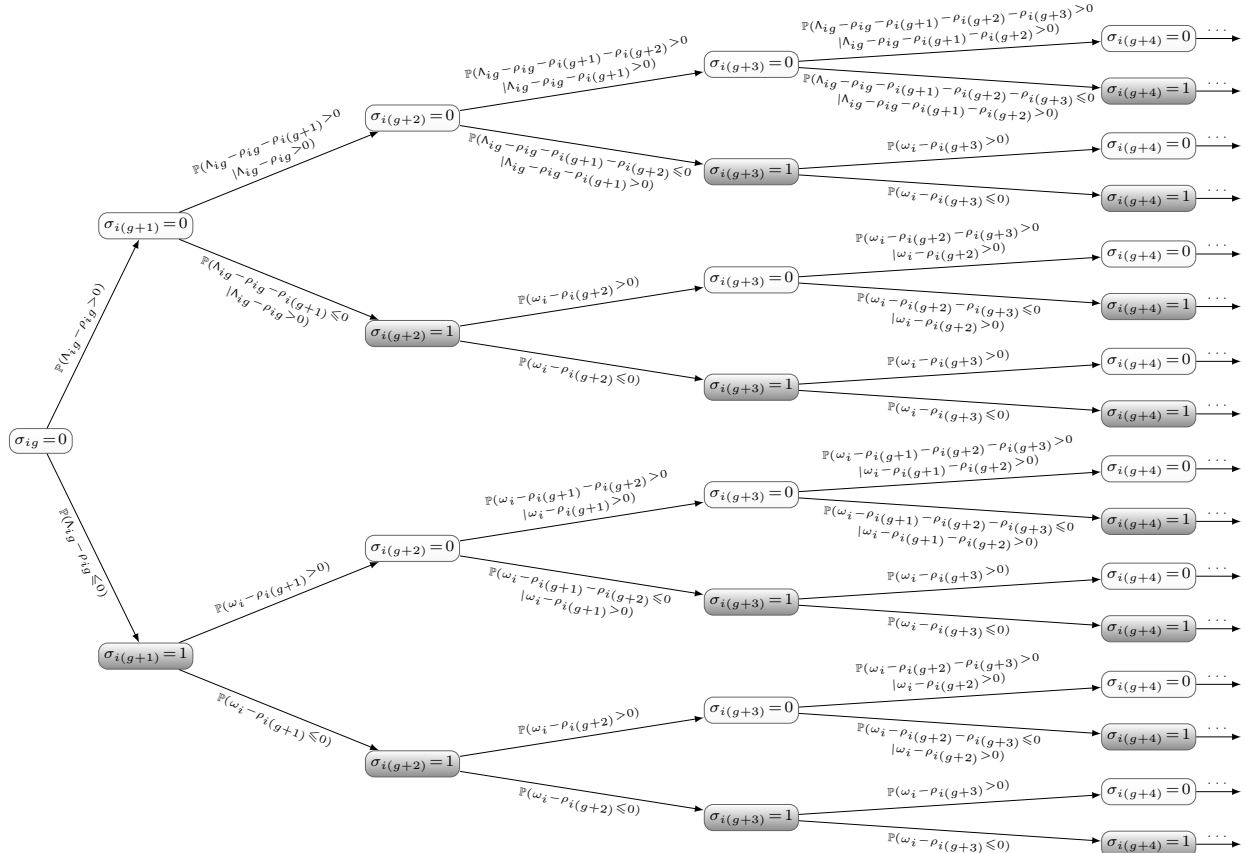 ℙ(Λ_{ig}−ρ_{ig}−ρ_{i(g+1)}−ρ_{i(g+2)}−ρ_{i(g+3)}>0
|Λ_{ig}−ρ_{ig}−ρ_{i(g+1)}−ρ_{i(g+2)}>0)
σ_{i(g+4)}=0
...
ℙ(Λ_{ig}−ρ_{ig}−ρ_{i(g+1)}−ρ_{i(g+2)}>0
|Λ_{ig}−ρ_{ig}−ρ_{i(g+1)}>0)
σ_{i(g+3)}=0
ℙ(Λ_{ig}−ρ_{ig}−ρ_{i(g+1)}−ρ_{i(g+2)}−ρ_{i(g+3)}⩽0
|Λ_{ig}−ρ_{ig}−ρ_{i(g+1)}−ρ_{i(g+2)}>0)
σ_{i(g+4)}=1
...
ℙ(Λ_{ig}−ρ_{ig}−ρ_{i(g+1)}>0
|Λ_{ig}−ρ_{ig}>0)
σ_{i(g+2)}=0
ℙ(Λ_{ig}−ρ_{ig}−ρ_{i(g+1)}−ρ_{i(g+2)}⩽0
|Λ_{ig}−ρ_{ig}−ρ_{i(g+1)}>0)
σ_{i(g+3)}=1
ℙ(ω_i−ρ_{i(g+3)}>0)
σ_{i(g+4)}=0
...
ℙ(ω_i−ρ_{i(g+3)}⩽0)
σ_{i(g+4)}=1
...
σ_{i(g+1)}=0
ℙ(Λ_{ig}−ρ_{ig}−ρ_{i(g+1)}⩽0
|Λ_{ig}−ρ_{ig}>0)
σ_{i(g+2)}=1
ℙ(ω_i−ρ_{i(g+2)}>0)
σ_{i(g+3)}=0
ℙ(ω_i−ρ_{i(g+2)}−ρ_{i(g+3)}>0
|ω_i−ρ_{i(g+2)}>0)
σ_{i(g+4)}=0
...
ℙ(ω_i−ρ_{i(g+2)}−ρ_{i(g+3)}⩽0
|ω_i−ρ_{i(g+2)}>0)
σ_{i(g+4)}=1
...
ℙ(ω_i−ρ_{i(g+2)}⩽0)
σ_{i(g+3)}=1
ℙ(ω_i−ρ_{i(g+3)}>0)
σ_{i(g+4)}=0
...
ℙ(ω_i−ρ_{i(g+3)}⩽0)
σ_{i(g+4)}=1
...
ℙ(Λ_{ig}−ρ_{ig}>0)
σ_{ig}=0
ℙ(Λ_{ig}−ρ_{ig}⩽0)
σ_{i(g+1)}=1
ℙ(ω_i−ρ_{i(g+1)}>0)
σ_{i(g+2)}=0
ℙ(ω_i−ρ_{i(g+1)}−ρ_{i(g+2)}>0
|ω_i−ρ_{i(g+1)}>0)
σ_{i(g+3)}=0
ℙ(ω_i−ρ_{i(g+1)}−ρ_{i(g+2)}−ρ_{i(g+3)}>0
|ω_i−ρ_{i(g+1)}−ρ_{i(g+2)}>0)
σ_{i(g+4)}=0
...
ℙ(ω_i−ρ_{i(g+1)}−ρ_{i(g+2)}−ρ_{i(g+3)}⩽0
|ω_i−ρ_{i(g+1)}−ρ_{i(g+2)}>0)
σ_{i(g+4)}=1
...
ℙ(ω_i−ρ_{i(g+1)}−ρ_{i(g+2)}⩽0
|ω_i−ρ_{i(g+1)}>0)
σ_{i(g+3)}=1
ℙ(ω_i−ρ_{i(g+3)}>0)
σ_{i(g+4)}=0
...
ℙ(ω_i−ρ_{i(g+3)}⩽0)
σ_{i(g+4)}=1
...
ℙ(ω_i−ρ_{i(g+1)}⩽0)
σ_{i(g+2)}=1
ℙ(ω_i−ρ_{i(g+2)}>0)
σ_{i(g+3)}=0
ℙ(ω_i−ρ_{i(g+2)}−ρ_{i(g+3)}>0
|ω_i−ρ_{i(g+2)}>0)
σ_{i(g+4)}=0
...
ℙ(ω_i−ρ_{i(g+2)}−ρ_{i(g+3)}⩽0
|ω_i−ρ_{i(g+2)}>0)
σ_{i(g+4)}=1
...
ℙ(ω_i−ρ_{i(g+2)}⩽0)
σ_{i(g+3)}=1
ℙ(ω_i−ρ_{i(g+3)}>0)
σ_{i(g+4)}=0
...
ℙ(ω_i−ρ_{i(g+3)}⩽0)
σ_{i(g+4)}=1
...